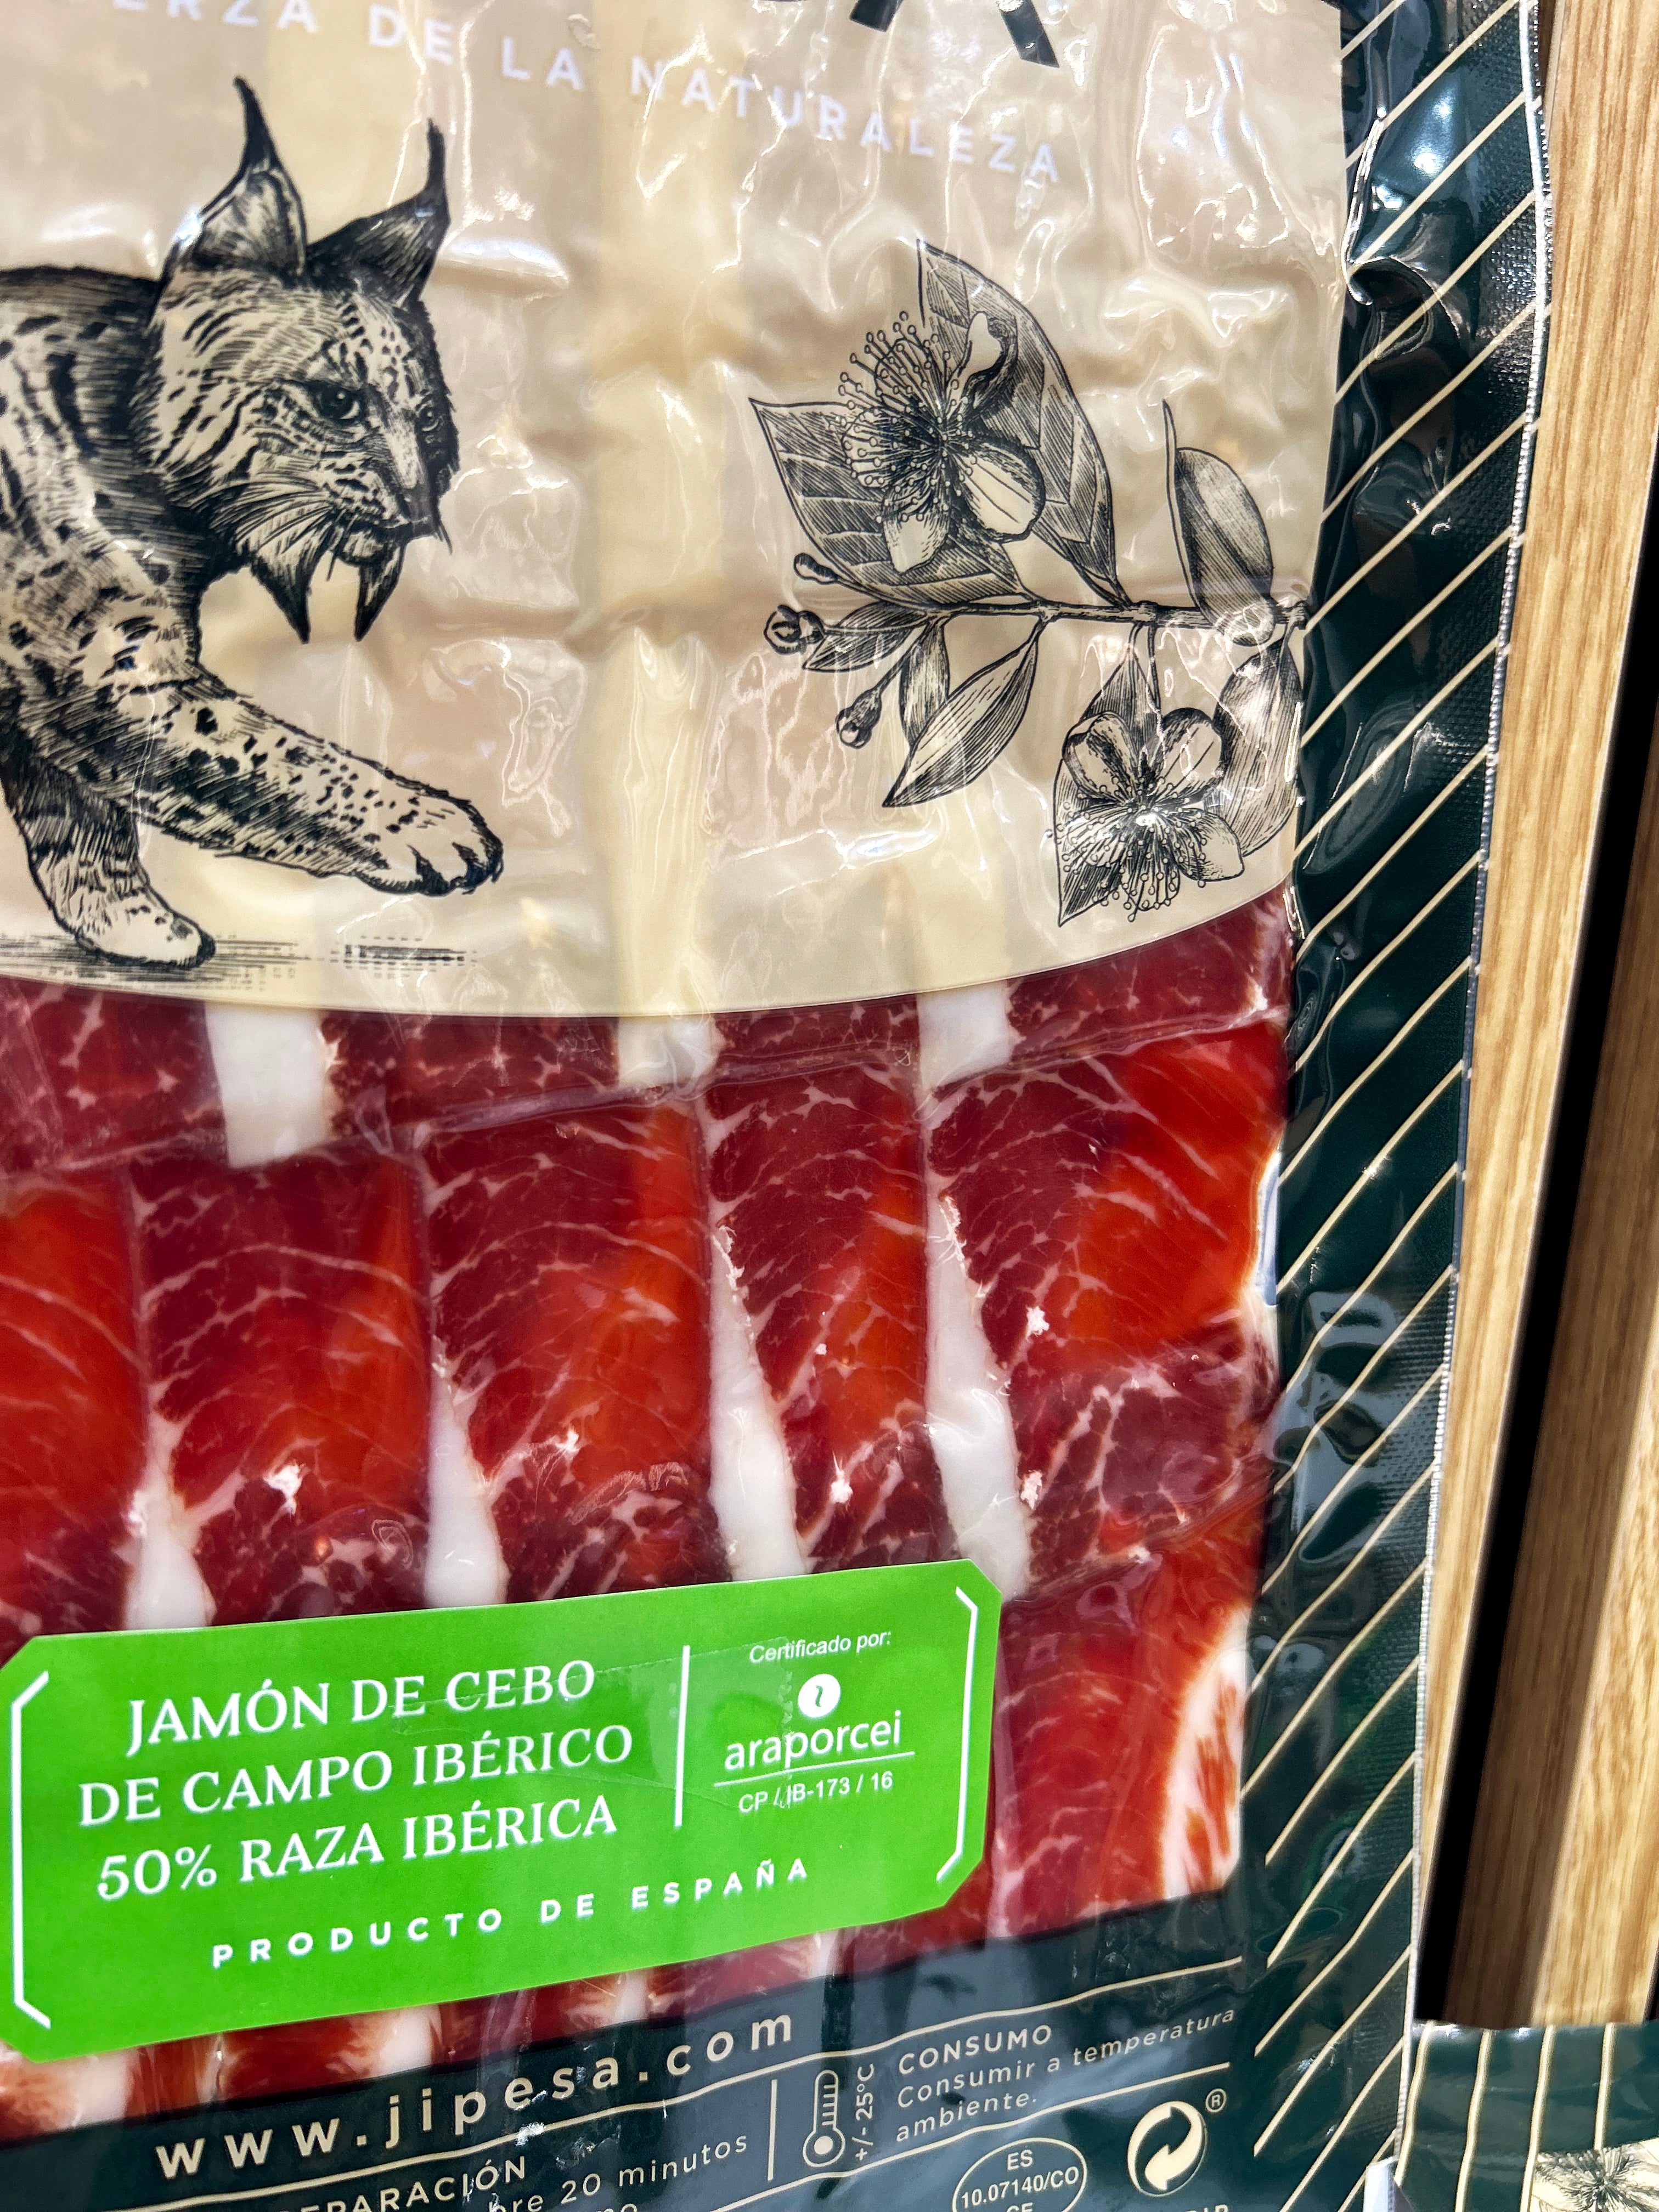 DE LA NATURALEZA
JAMÓN DE CEBO
DE CAMPO IBÉRICO
50% RAZA IBÉRICA
PRODUCTO DE ESPAÑA
Certificado por:
araporcei
CP / IB-173 / 16
www.jipesa.com
20 minutos
+/- 25°C
CONSUMO
Consumir a temperatura
ambiente.
ES
10.07140/CO
CE
®